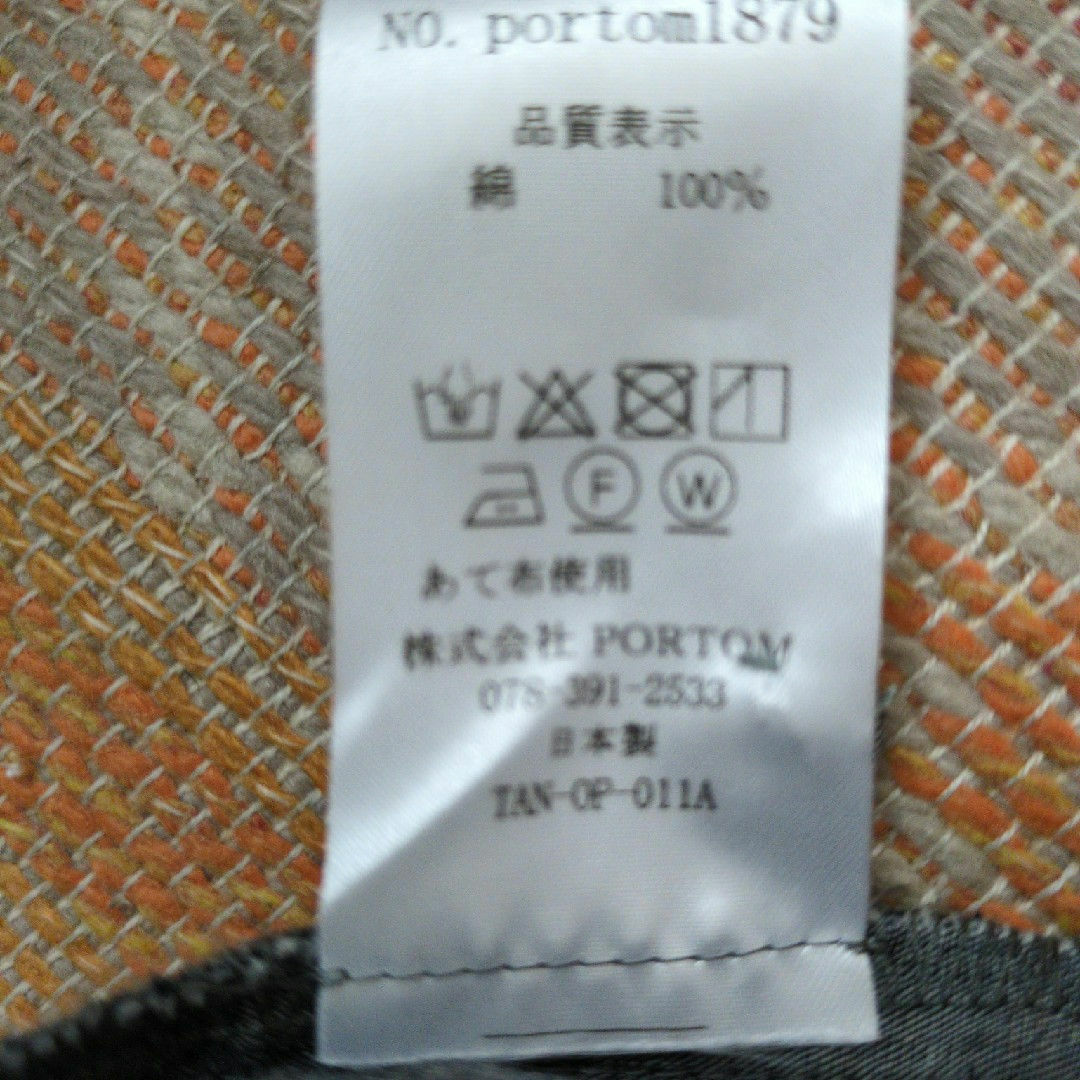 NO. portom1879
品質表示
綿 100%
F W
あて布使用
株式会社 PORTOM
078-391-2533
日本製
TAN-OP-011A